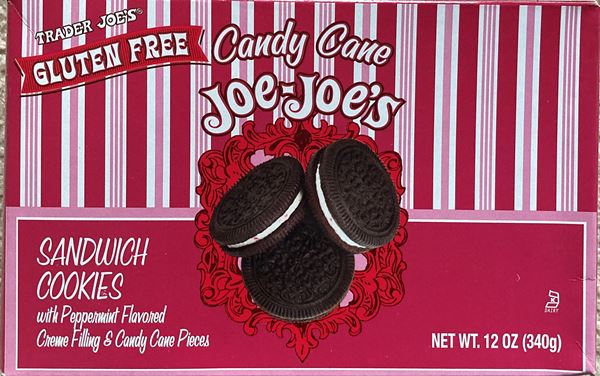 TRADER JOE'S®
GLUTEN FREE
Candy Cane
JOE-JOE'S
SANDWICH
COOKIES
with Peppermint Flavored
Creme Filling & Candy Cane Pieces
K
DAIRY
NET WT. 12 OZ (340g)